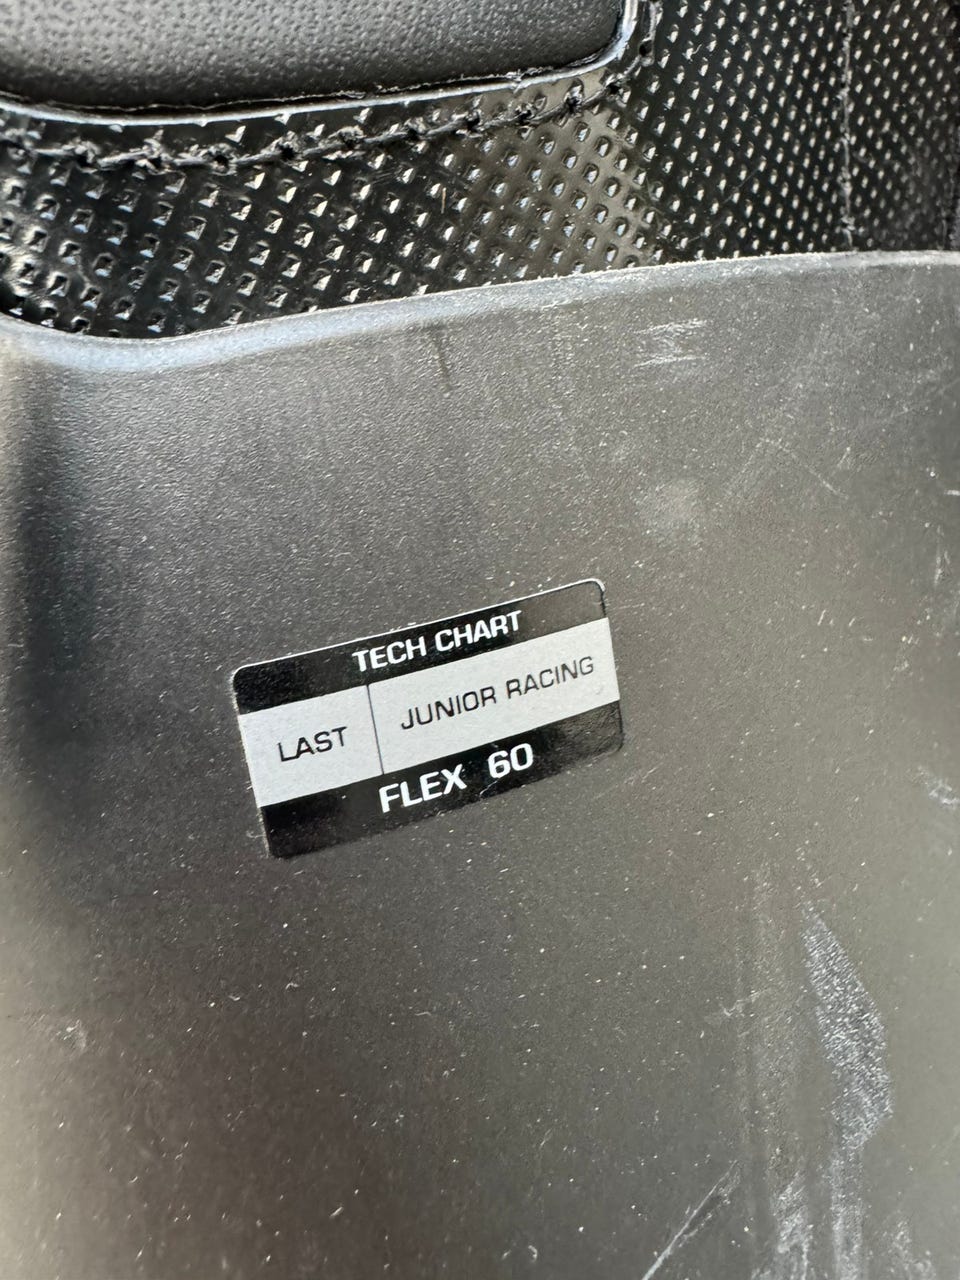 TECH CHART
LAST JUNIOR RACING
FLEX 60